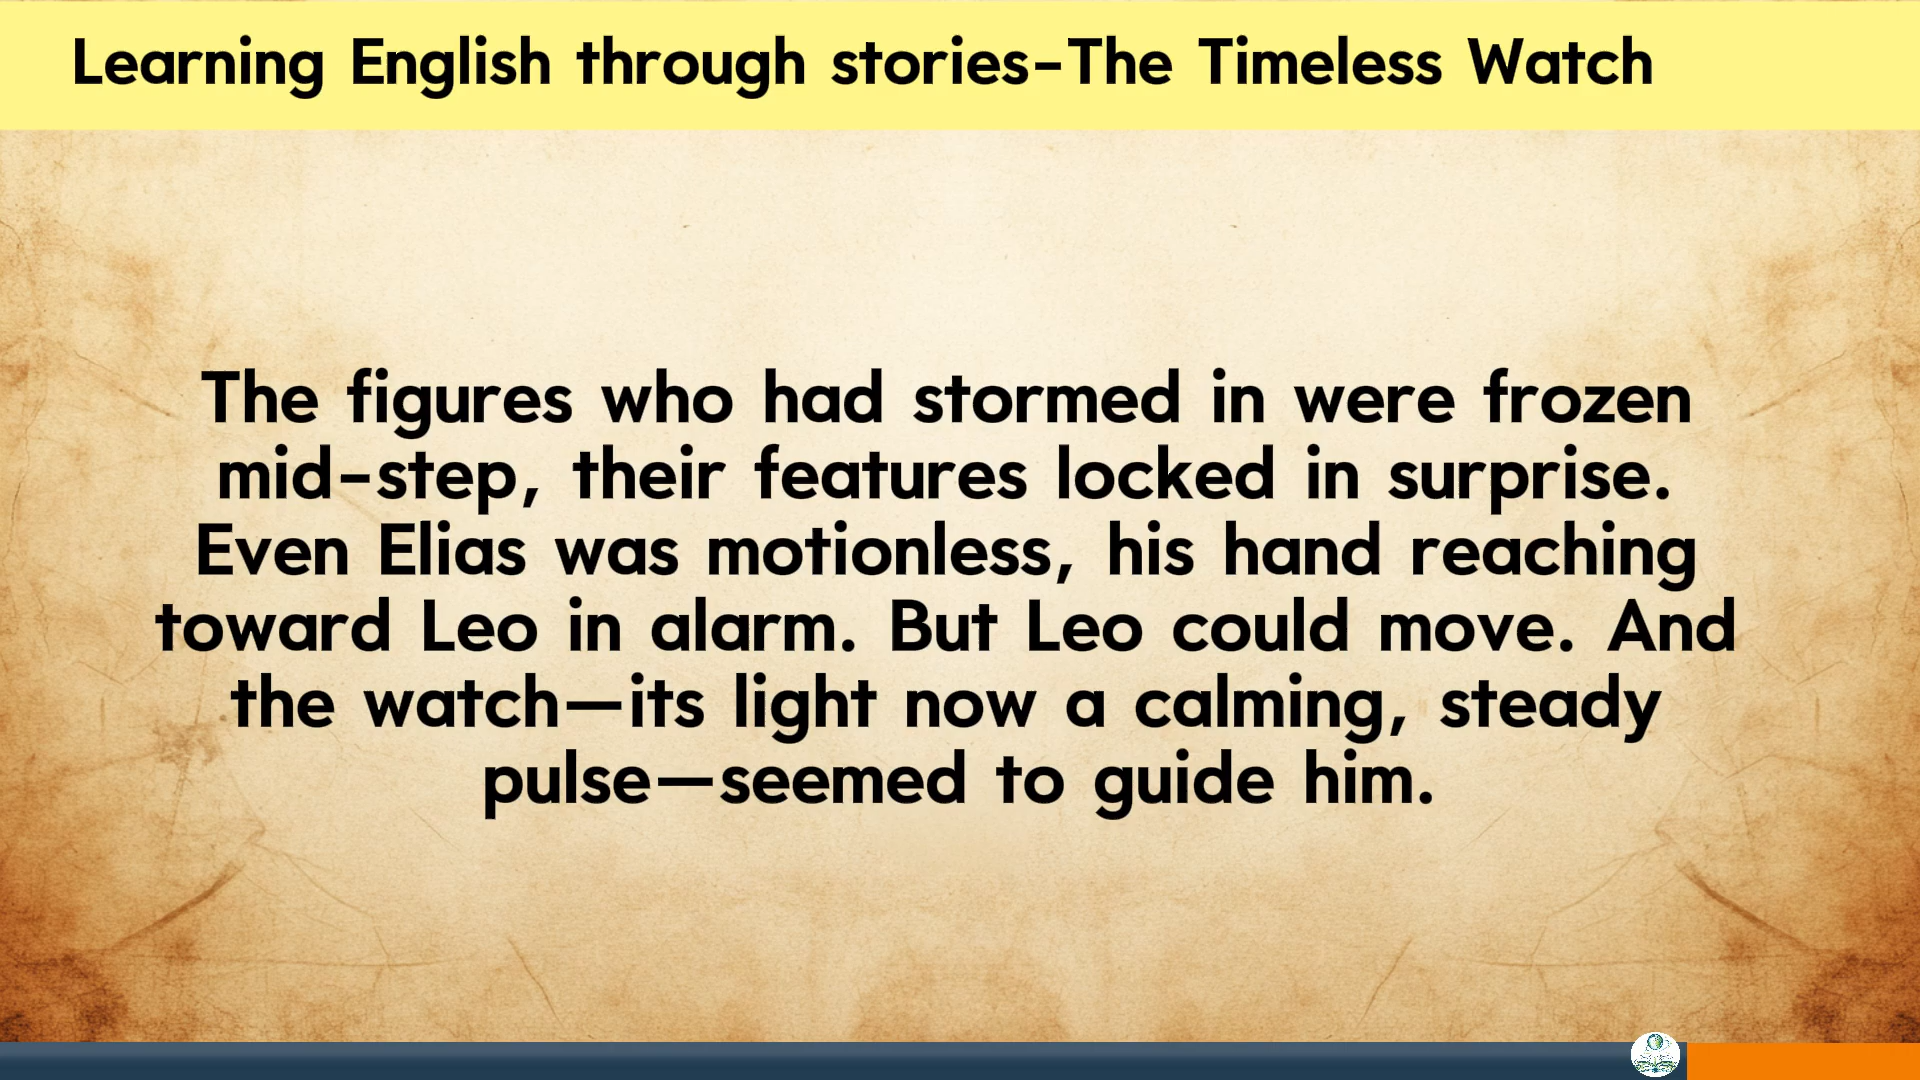 Learning English through stories-The Timeless Watch
The figures who had stormed in were frozen
mid-step, their features locked in surprise.
Even Elias was motionless, his hand reaching
toward Leo in alarm. But Leo could move. And
the watch—its light now a calming, steady
pulse—seemed to guide him.